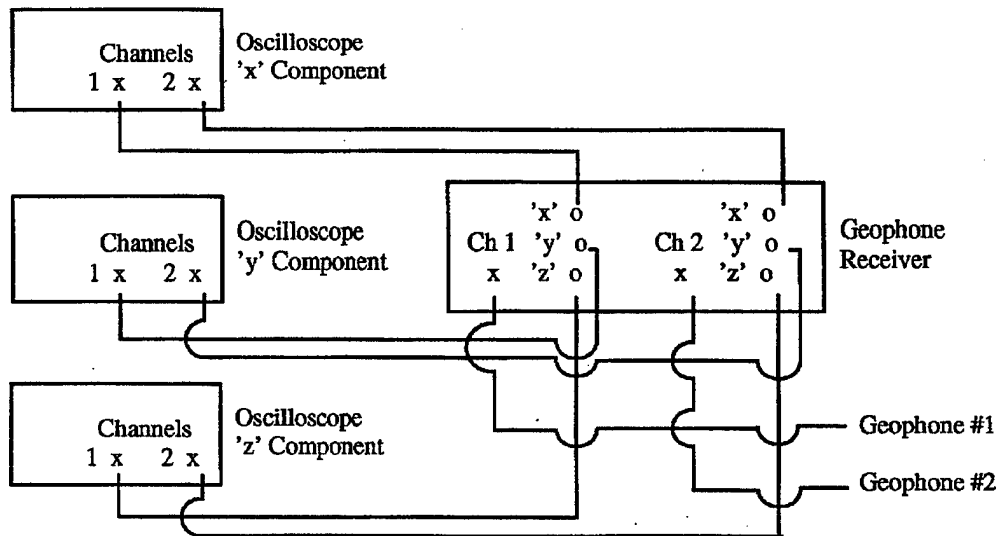 Channels
1 x 2 x
Oscilloscope
'x' Component
Channels
1 x 2 x
Oscilloscope
'y' Component
Channels
1 x 2 x
Oscilloscope
'z' Component
'x' o 'x' o
Ch 1 'y' o Ch 2 'y' o
x 'z' o x 'z' o
Geophone
Receiver
Geophone #1
Geophone #2